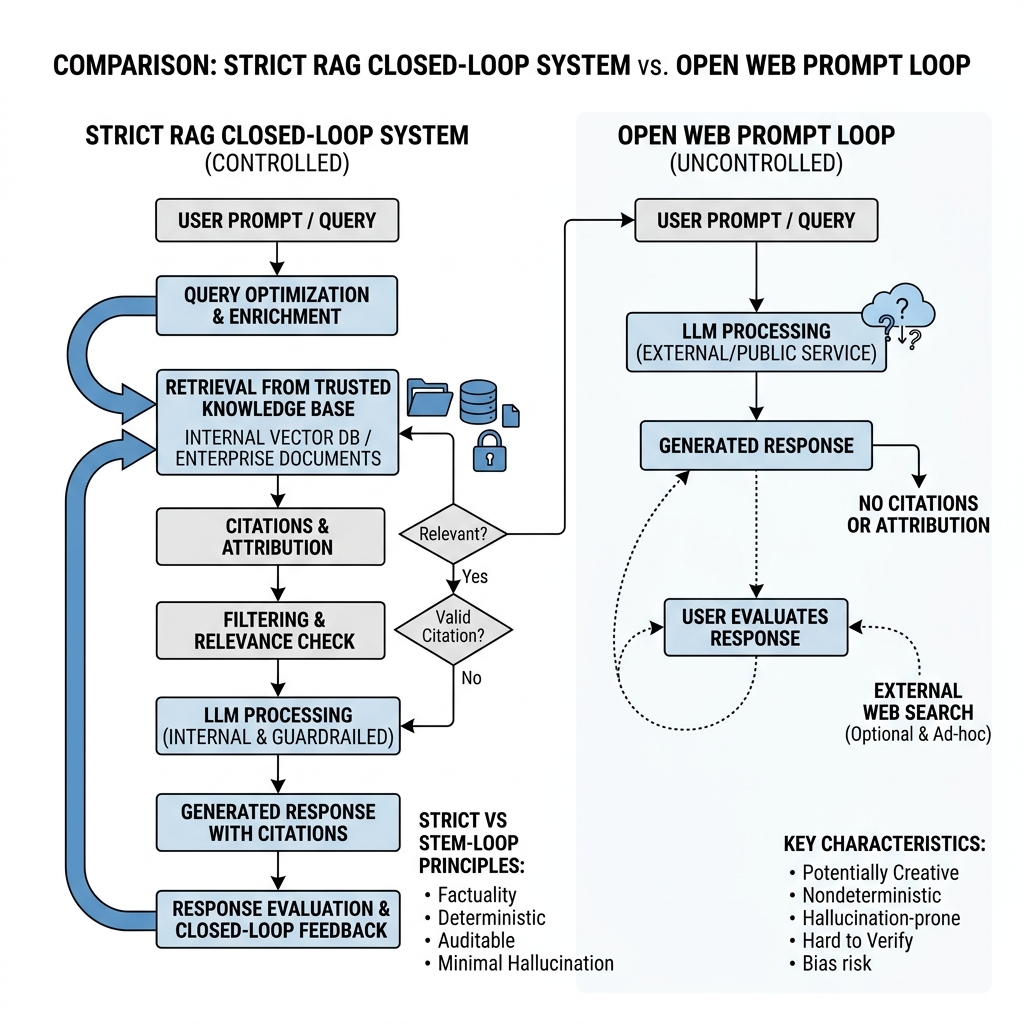 COMPARISON: STRICT RAG CLOSED-LOOP SYSTEM vs. OPEN WEB PROMPT LOOP
STRICT RAG CLOSED-LOOP SYSTEM
(CONTROLLED)
USER PROMPT / QUERY
QUERY OPTIMIZATION
& ENRICHMENT
RETRIEVAL FROM TRUSTED
KNOWLEDGE BASE
INTERNAL VECTOR DB /
ENTERPRISE DOCUMENTS
CITATIONS &
ATTRIBUTION
Relevant?
Yes
FILTERING &
RELEVANCE CHECK
Valid
Citation?
No
LLM PROCESSING
(INTERNAL & GUARDRAILED)
GENERATED RESPONSE
WITH CITATIONS
RESPONSE EVALUATION &
CLOSED-LOOP FEEDBACK
STRICT VS
STEM-LOOP
PRINCIPLES:
• Factuality
• Deterministic
• Auditable
• Minimal Hallucination
OPEN WEB PROMPT LOOP
(UNCONTROLLED)
USER PROMPT / QUERY
? ? ?
LLM PROCESSING
(EXTERNAL/PUBLIC SERVICE)
GENERATED RESPONSE
NO CITATIONS
OR ATTRIBUTION
USER EVALUATES
RESPONSE
EXTERNAL
WEB SEARCH
(Optional & Ad-hoc)
KEY CHARACTERISTICS:
• Potentially Creative
• Nondeterministic
• Hallucination-prone
• Hard to Verify
• Bias risk